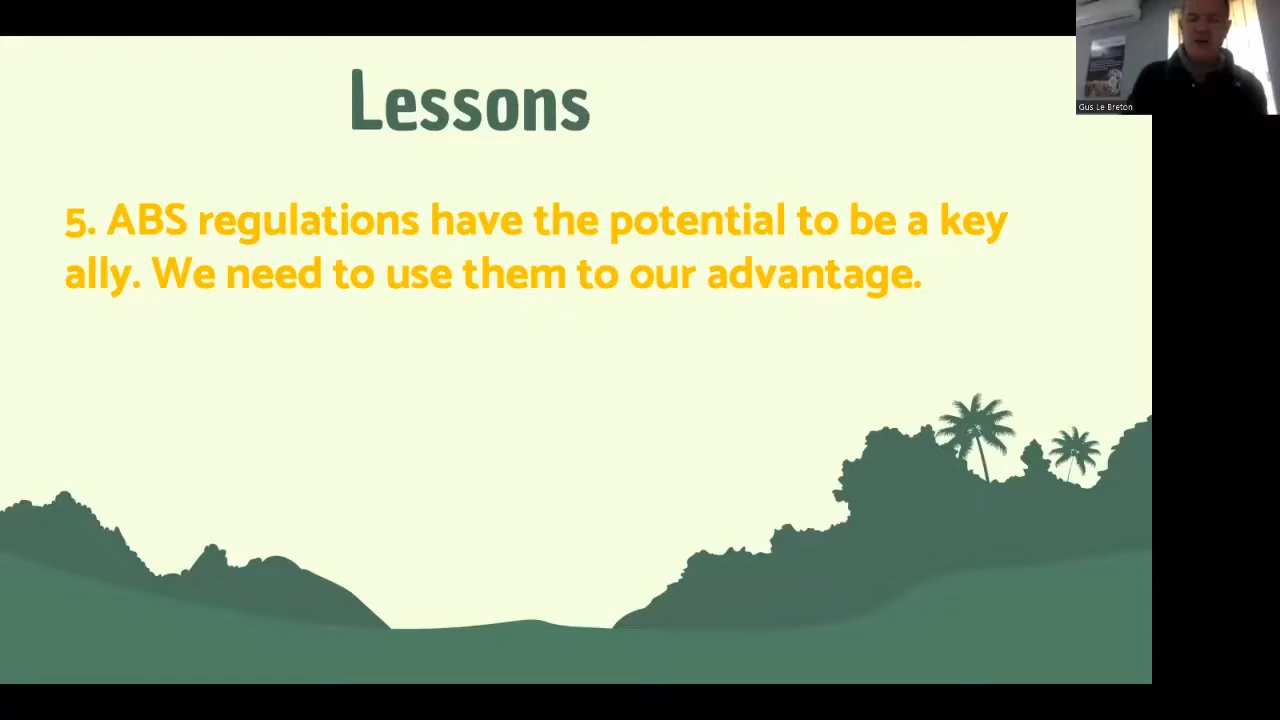 Lessons
5. ABS regulations have the potential to be a key
ally. We need to use them to our advantage.
Gus Le Breton